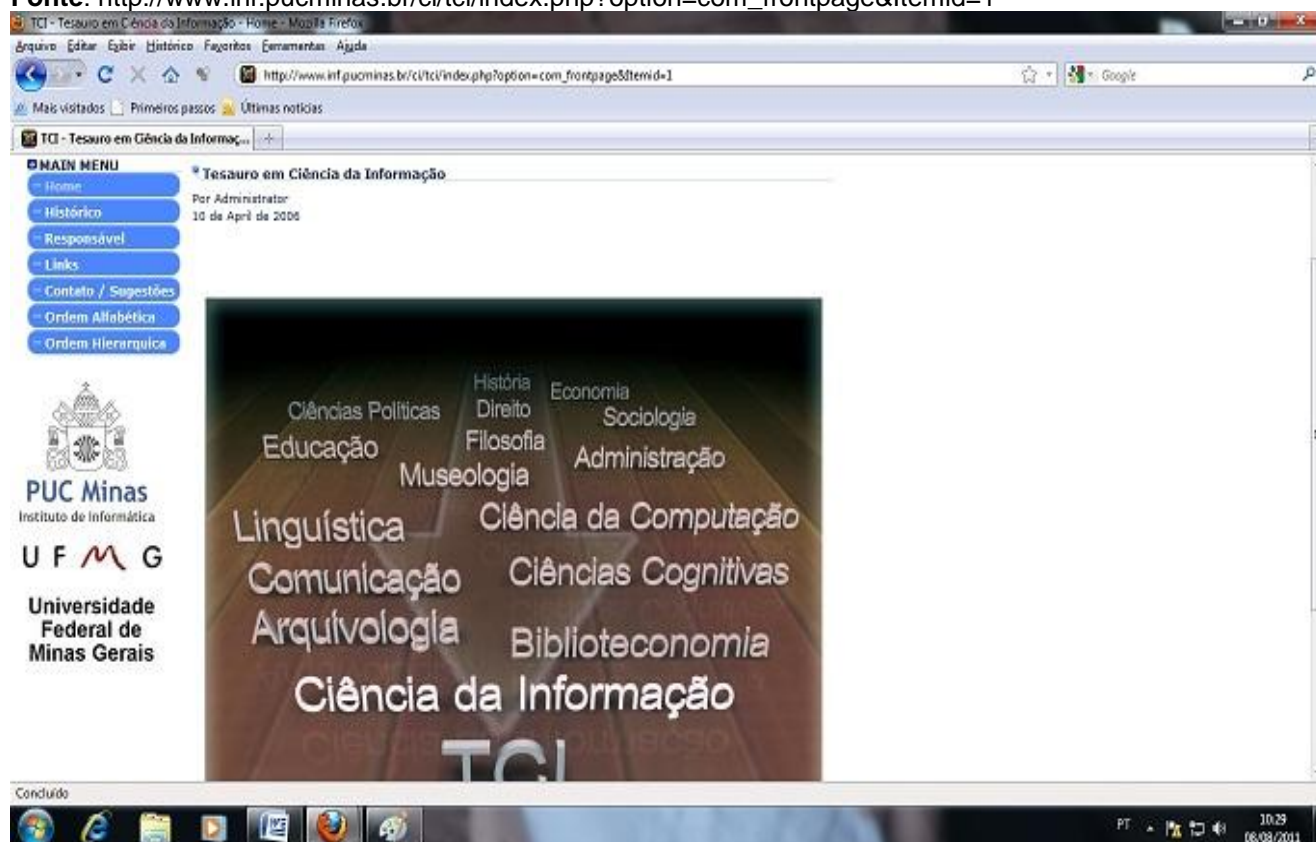 Fonte: http://www.inf.pucminas.br/ci/tci/index.php?option=com_frontpage&Itemid=1
TCI - Tesauro em Ciência da Informação - Home - Mozilla Firefox
Arquivo Editar Exibir Histórico Favoritos Ferramentas Ajuda
http://www.inf.pucminas.br/ci/tci/index.php?option=com_frontpage&Itemid=1
Google
Mais visitados Primeiros passos Últimas notícias
TCI - Tesauro em Ciência da Informaç...
MAIN MENU
Home
Histórico
Responsável
Links
Contato / Sugestões
Ordem Alfabética
Ordem Hierarquica
PUC Minas
Instituto de Informática
UFMG
Universidade
Federal de
Minas Gerais
Tesauro em Ciência da Informação
Por Administrator
10 de April de 2006
História
Economia
Ciências Políticas
Direito
Sociologia
Educação
Filosofia
Administração
Museologia
Linguística
Ciência da Computação
Comunicação
Ciências Cognitivas
Arquivologia
Biblioteconomia
Ciência da Informação
TCI
Concluído
PT
10:29
08/08/2011